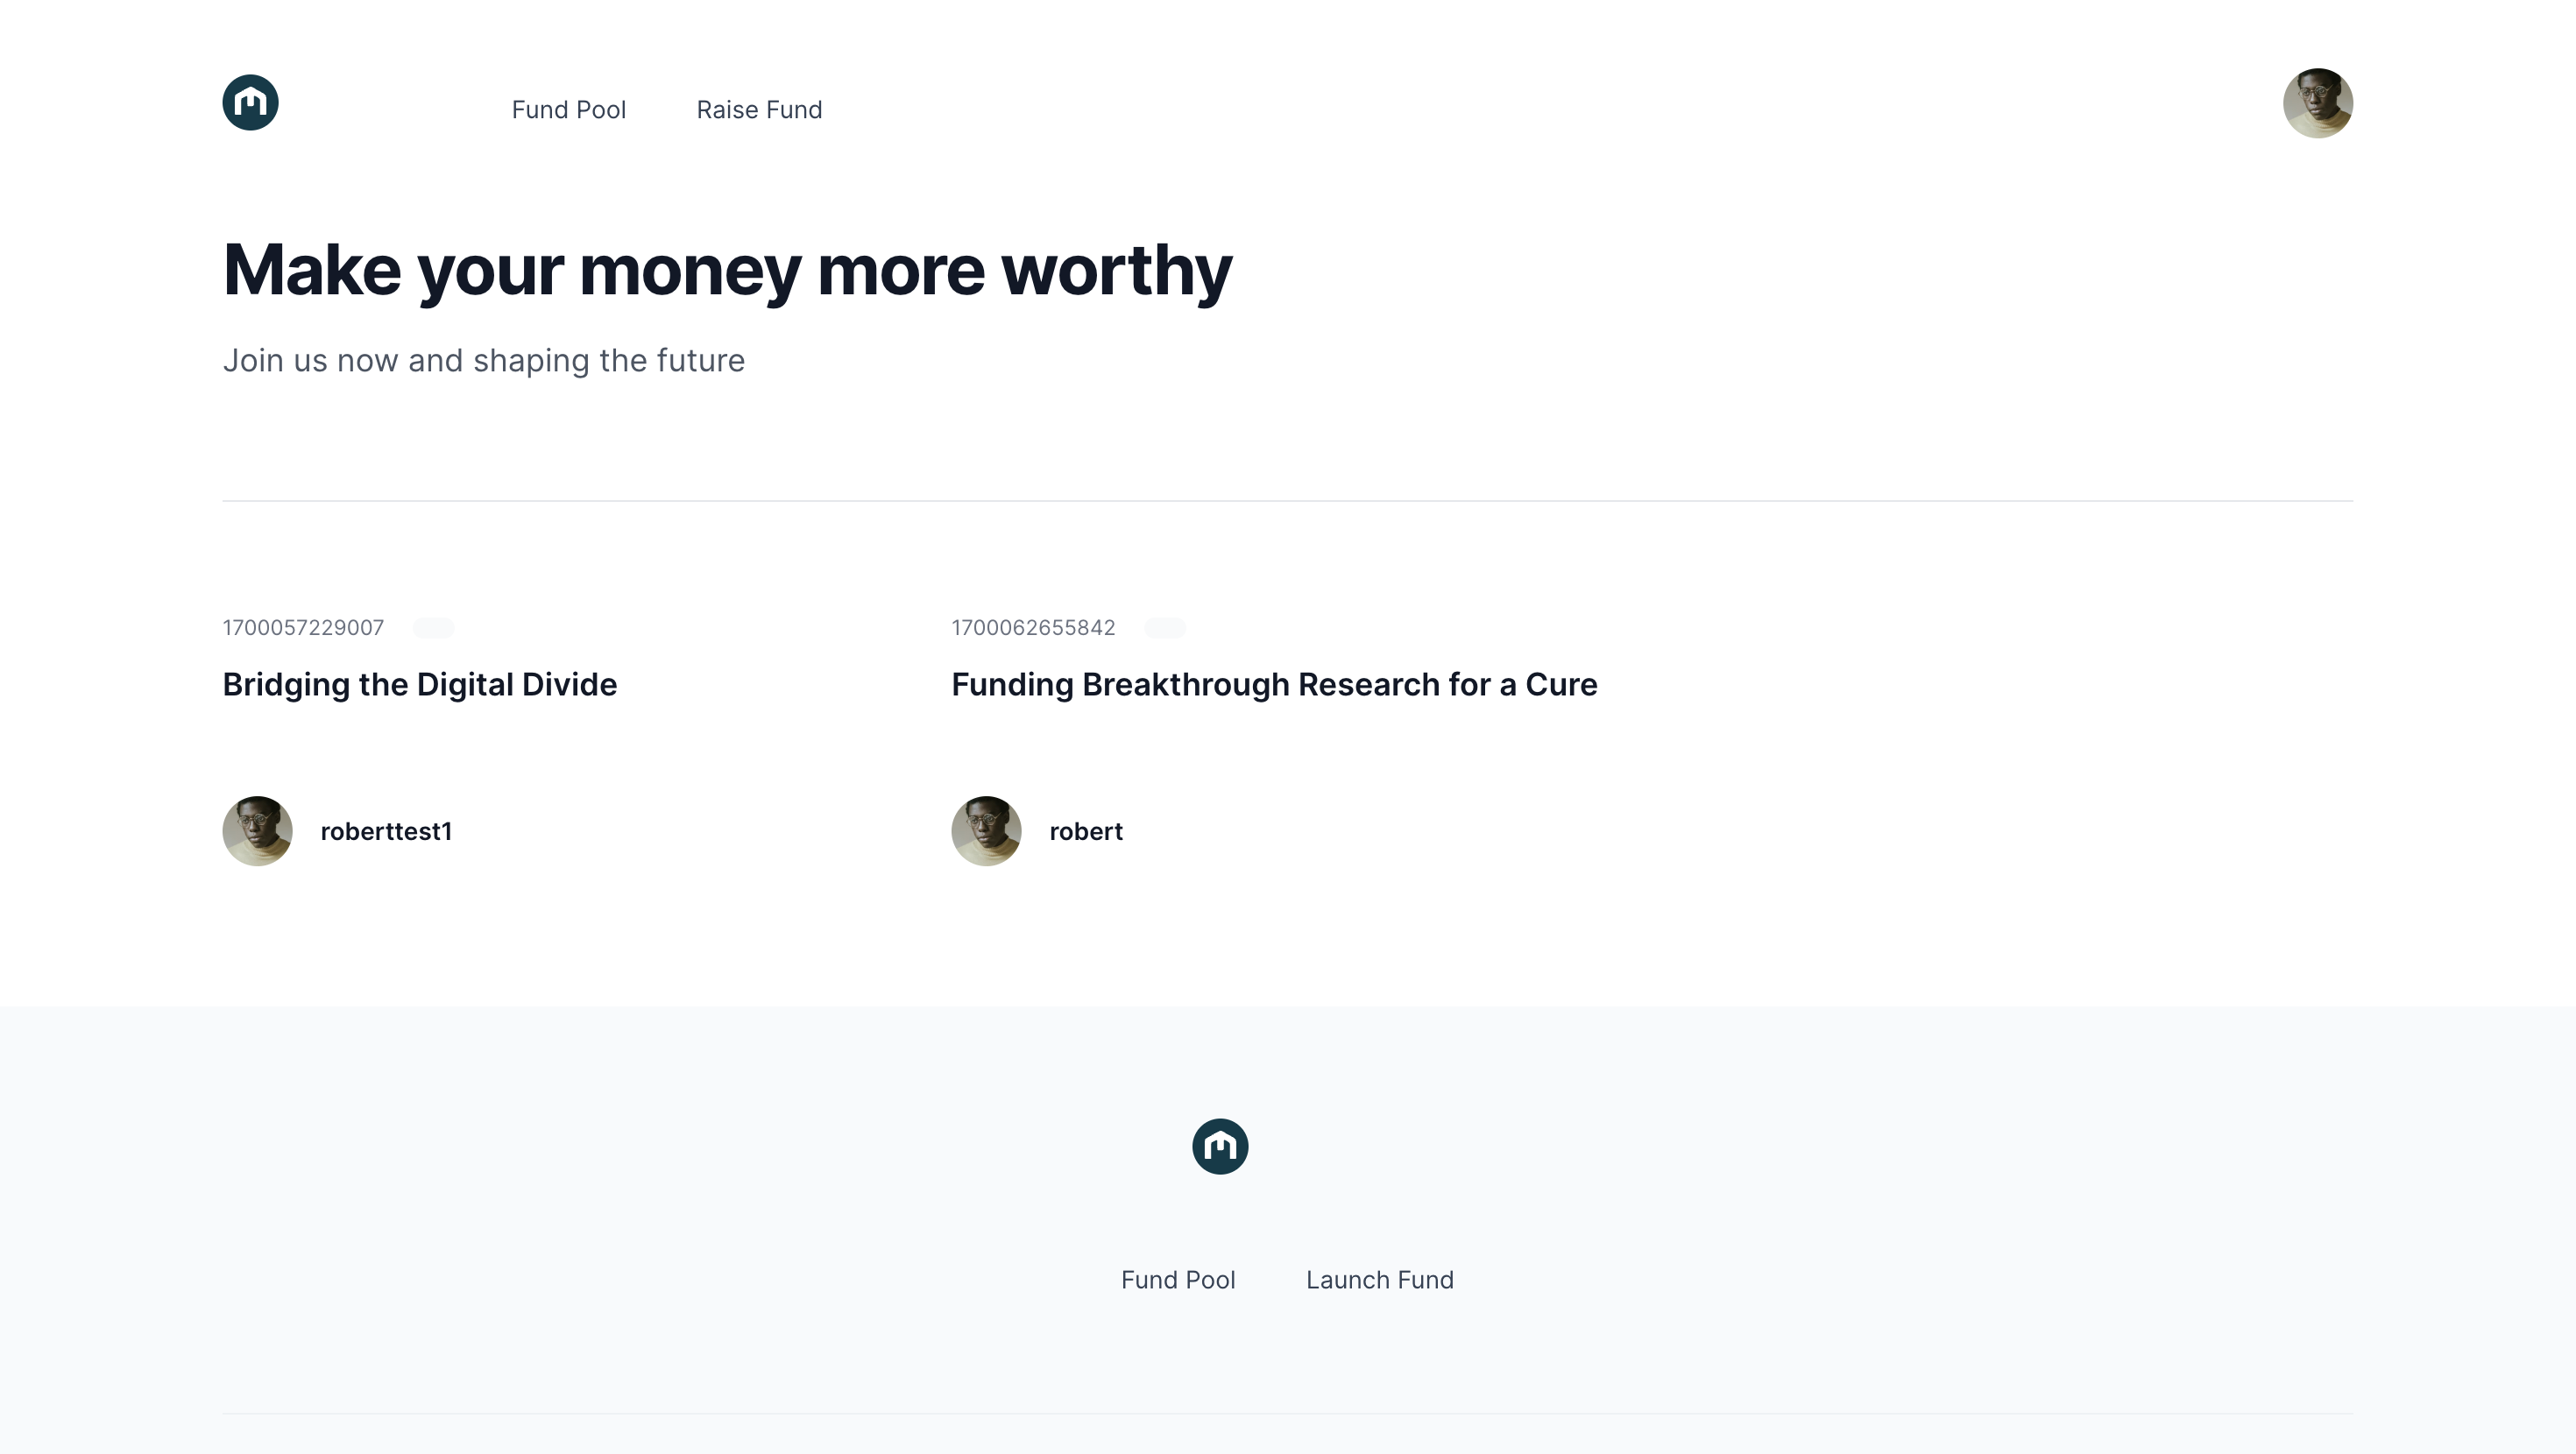 Fund Pool Raise Fund
Make your money more worthy
Join us now and shaping the future
1700057229007
Bridging the Digital Divide
roberttest1
1700062655842
Funding Breakthrough Research for a Cure
robert
Fund Pool Launch Fund